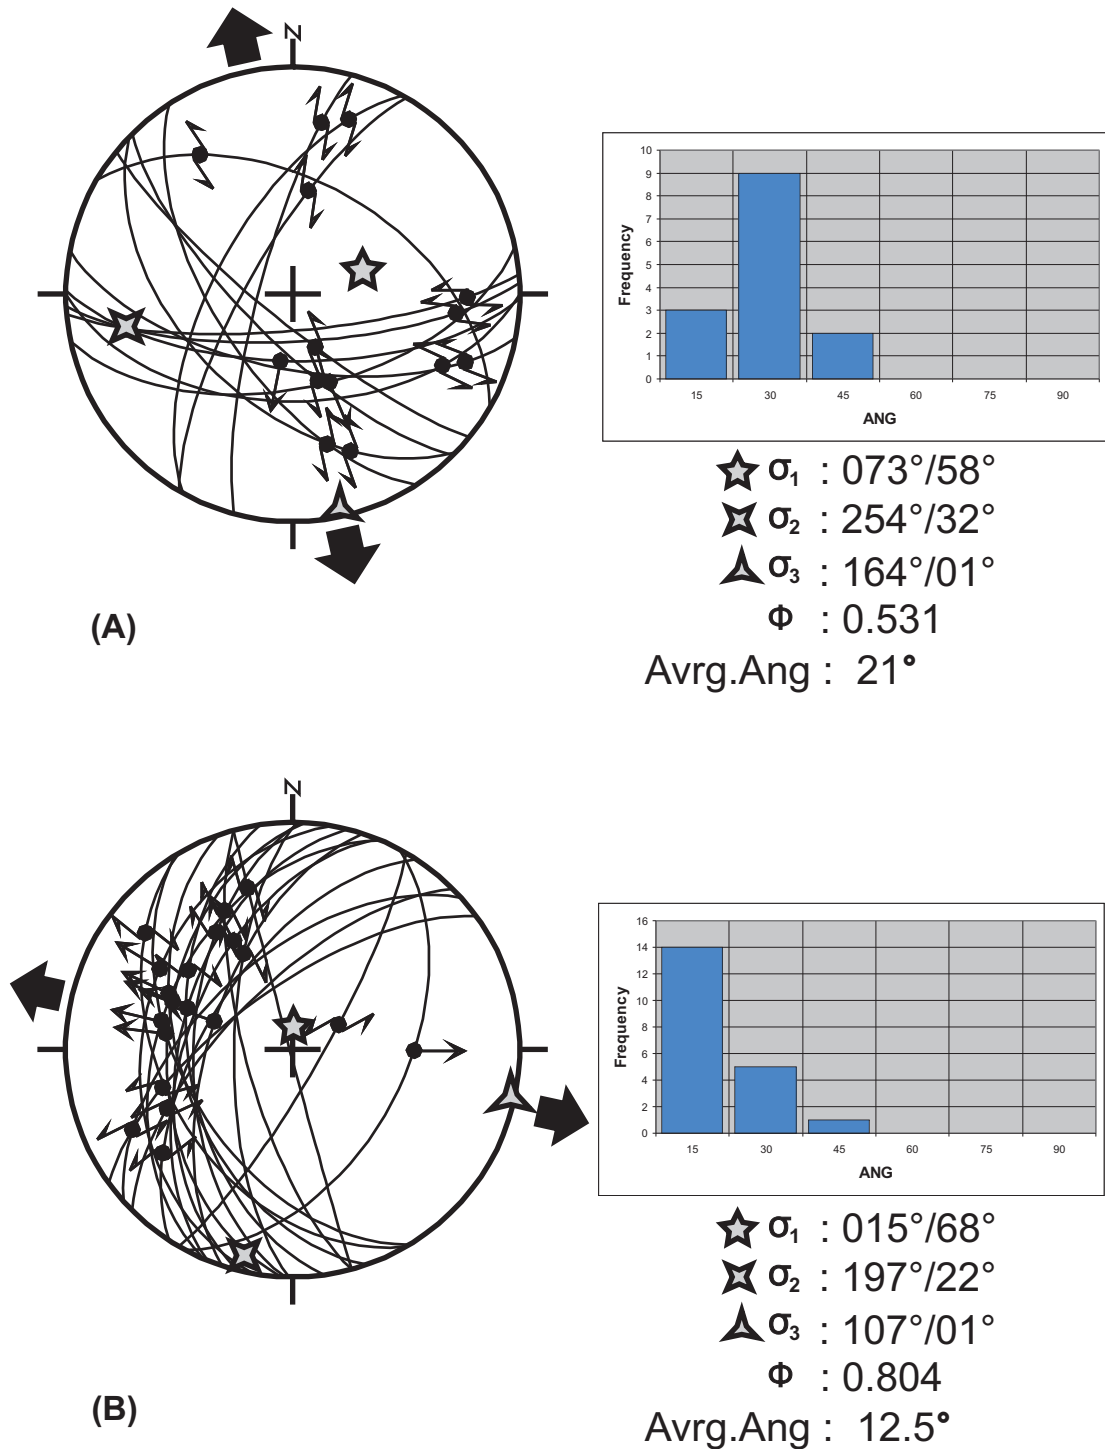 N
10
9
8
7
6
5
4
3
2
1
0
Frequency
15 30 45 60 75 90
ANG
σ1 : 073°/58°
σ2 : 254°/32°
σ3 : 164°/01°
Φ : 0.531
Avrg.Ang : 21°
(A)
N
16
14
12
10
8
6
4
2
0
Frequency
15 30 45 60 75 90
ANG
σ1 : 015°/68°
σ2 : 197°/22°
σ3 : 107°/01°
Φ : 0.804
Avrg.Ang : 12.5°
(B)